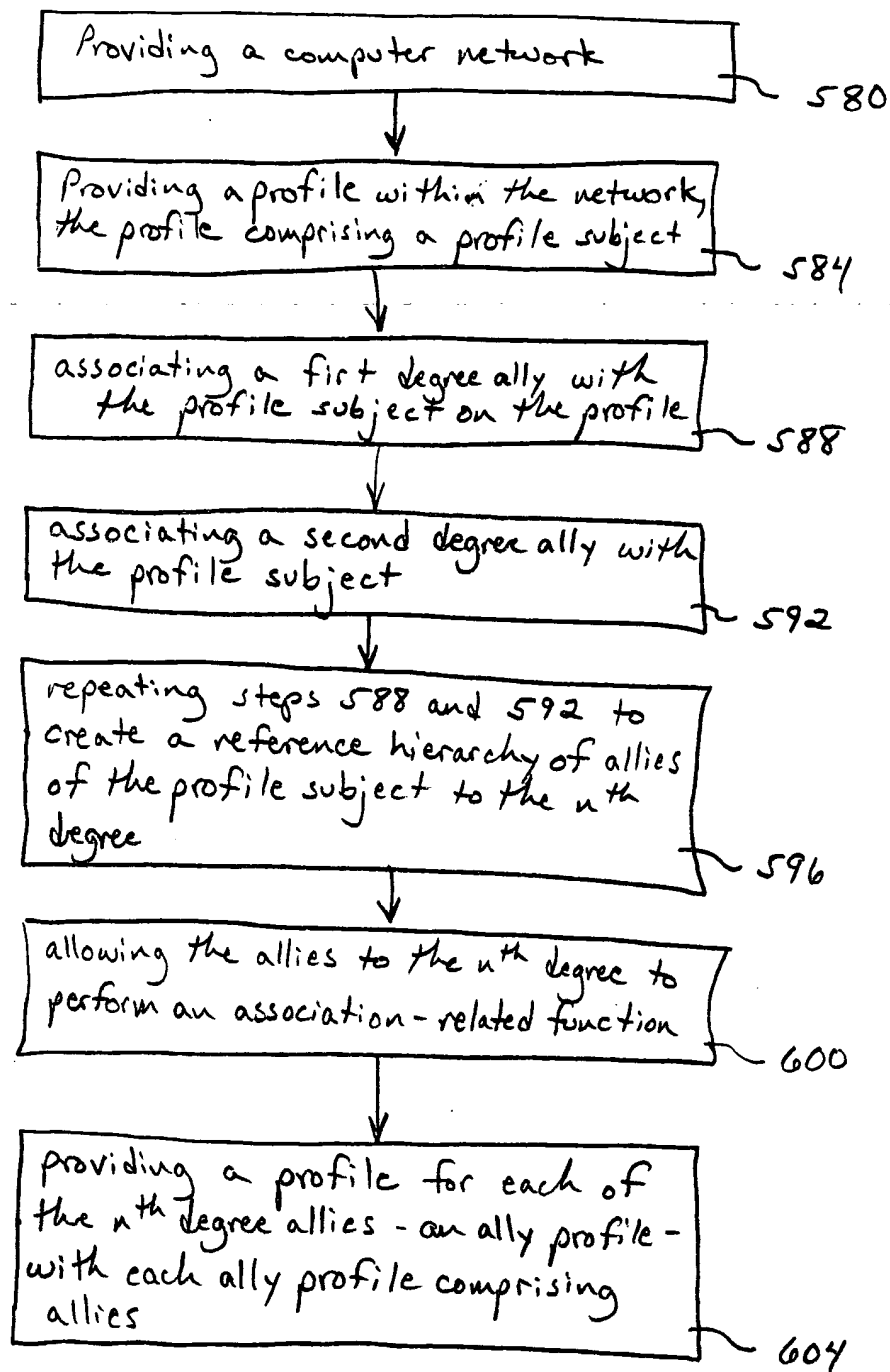 Providing a computer network
580
Providing a profile within the network,
the profile comprising a profile subject
584
associating a first degree ally with
the profile subject on the profile
588
associating a second degree ally with
the profile subject
592
repeating steps 588 and 592 to
create a reference hierarchy of allies
of the profile subject to the nth
degree
596
allowing the allies to the nth degree to
perform an association-related function
600
providing a profile for each of
the nth degree allies - an ally profile -
with each ally profile comprising
allies
604